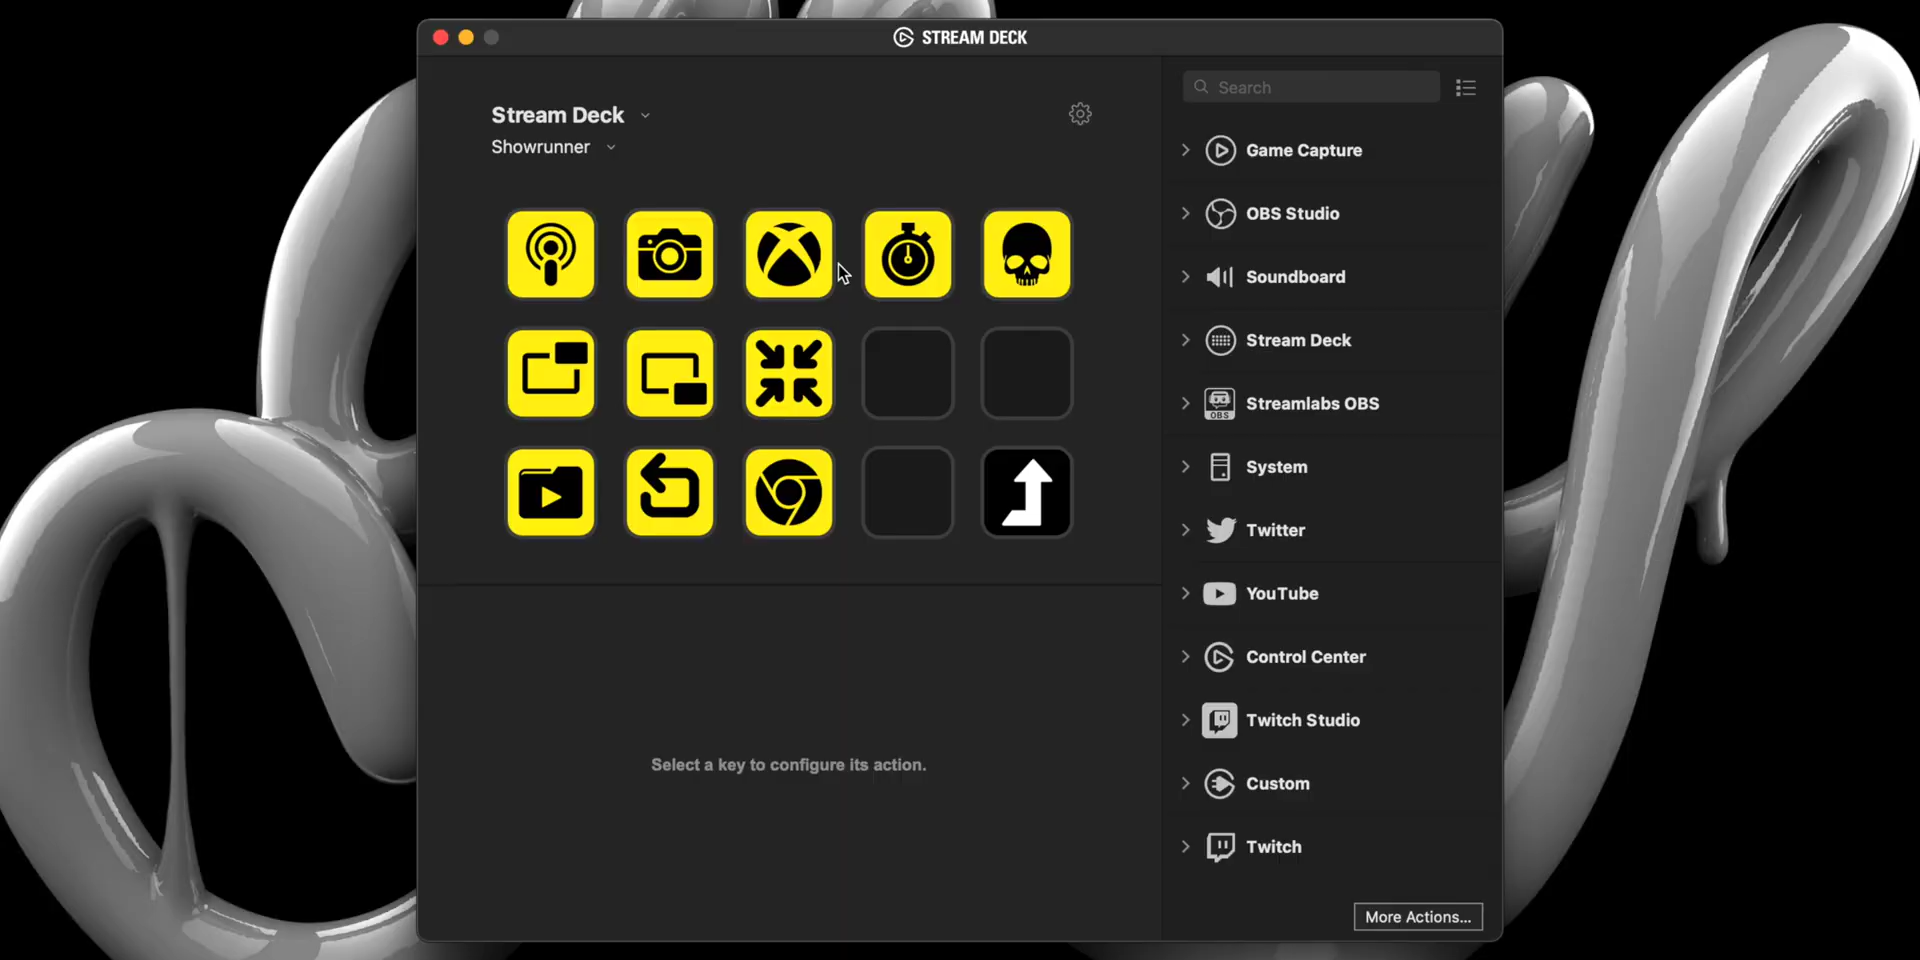 STREAM DECK
Stream Deck
Showrunner
Search
Game Capture
OBS Studio
Soundboard
Stream Deck
OBS
Streamlabs OBS
System
Twitter
YouTube
Control Center
Twitch Studio
Custom
Twitch
Select a key to configure its action.
More Actions...